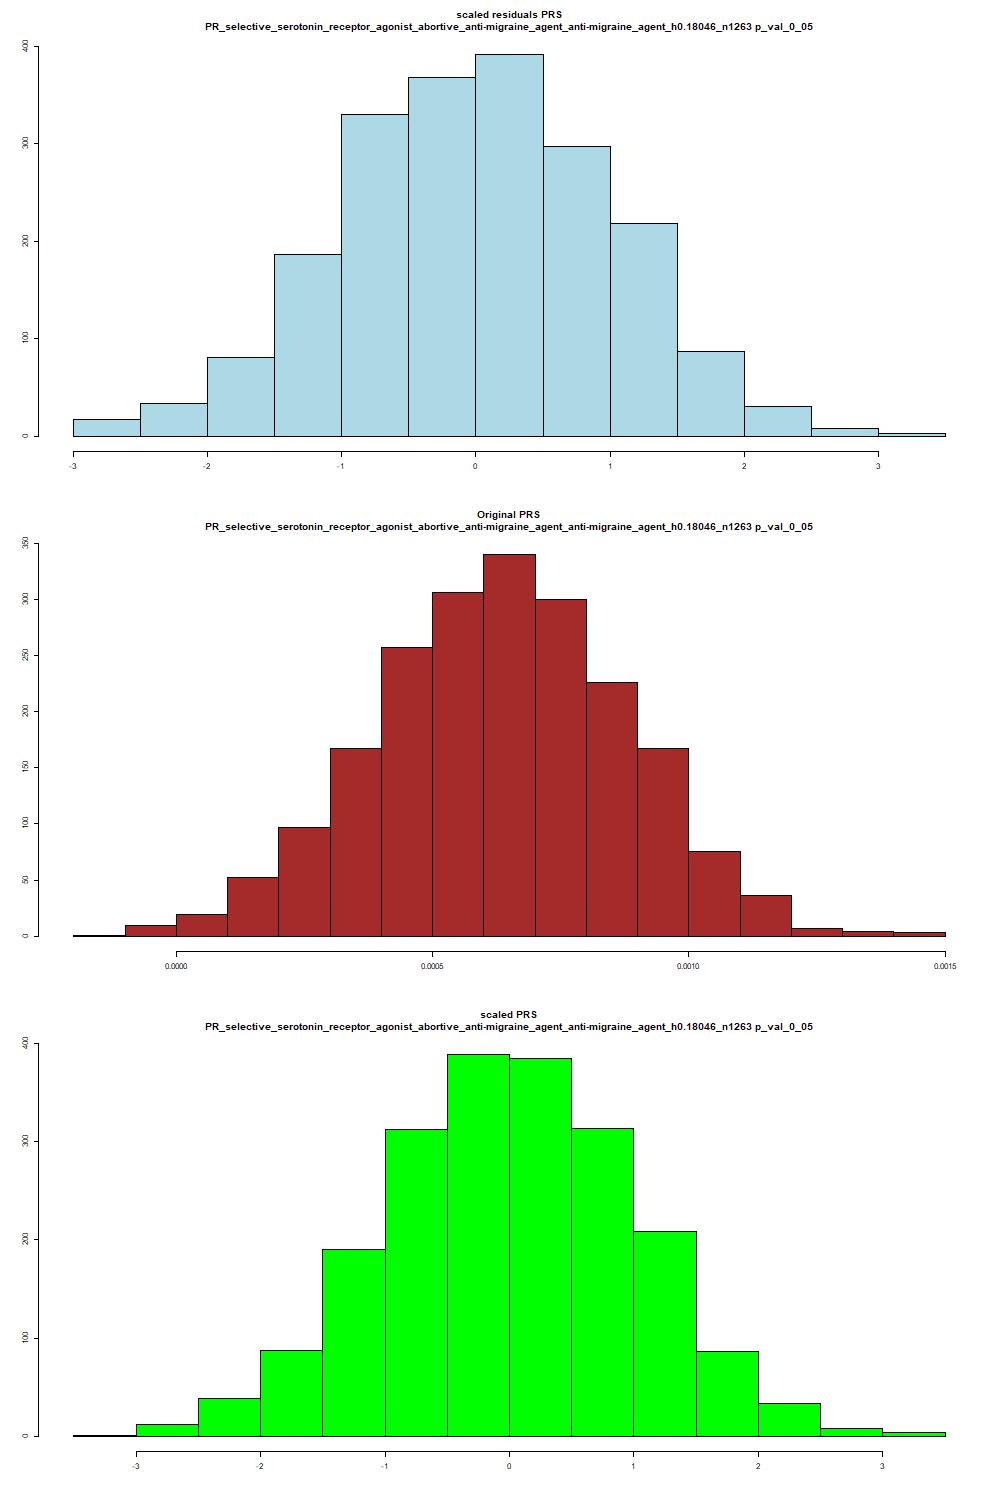 scaled residuals PRS
PR_selective_serotonin_receptor_agonist_abortive_anti-migraine_agent_anti-migraine_agent_h0.18046_n1263 p_val_0_05
400
300
200
100
0
-3 -2 -1 0 1 2 3
Original PRS
PR_selective_serotonin_receptor_agonist_abortive_anti-migraine_agent_anti-migraine_agent_h0.18046_n1263 p_val_0_05
350
300
250
200
150
100
50
0
0.0000 0.0005 0.0010 0.0015
scaled PRS
PR_selective_serotonin_receptor_agonist_abortive_anti-migraine_agent_anti-migraine_agent_h0.18046_n1263 p_val_0_05
400
300
200
100
0
-3 -2 -1 0 1 2 3